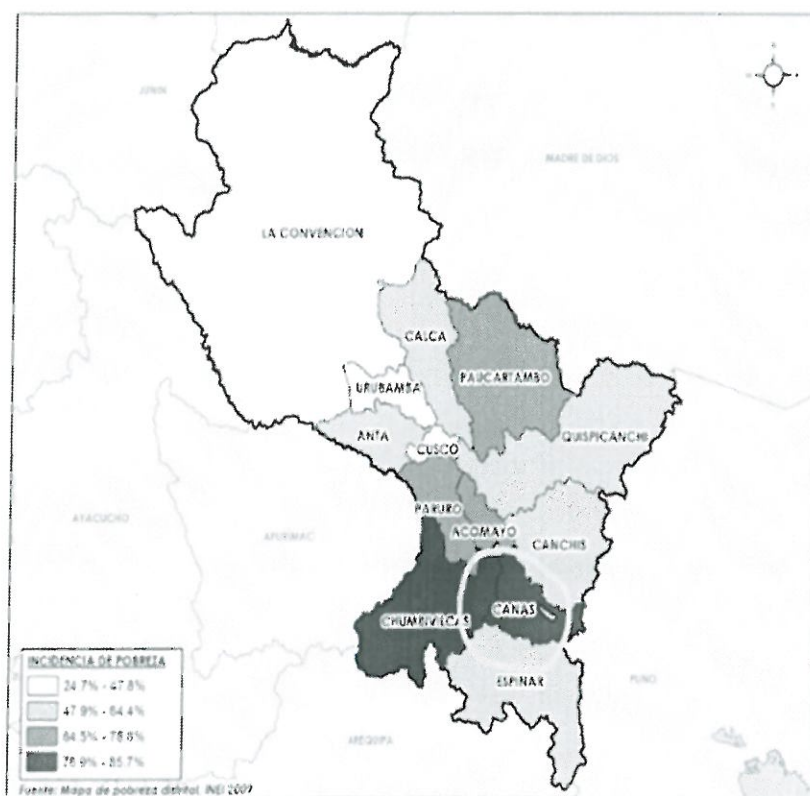 JUNIN
MADRE DE DIOS
LA CONVENCION
CALCA
PAUCARTAMBO
URUBAMBA
ANTA
CUSCO
QUISPICANCHI
AYACUCHO
APURIMAC
PARURO
ACOMAYO
CANCHIS
CHUMBIVILCAS
CANAS
ESPINAR
PUNO
AREQUIPA
INCIDENCIA DE POBREZA
24.7% - 47.8%
47.9% - 64.4%
64.5% - 78.8%
78.9% - 85.7%
Fuente: Mapa de pobreza distrital, INEI 2009